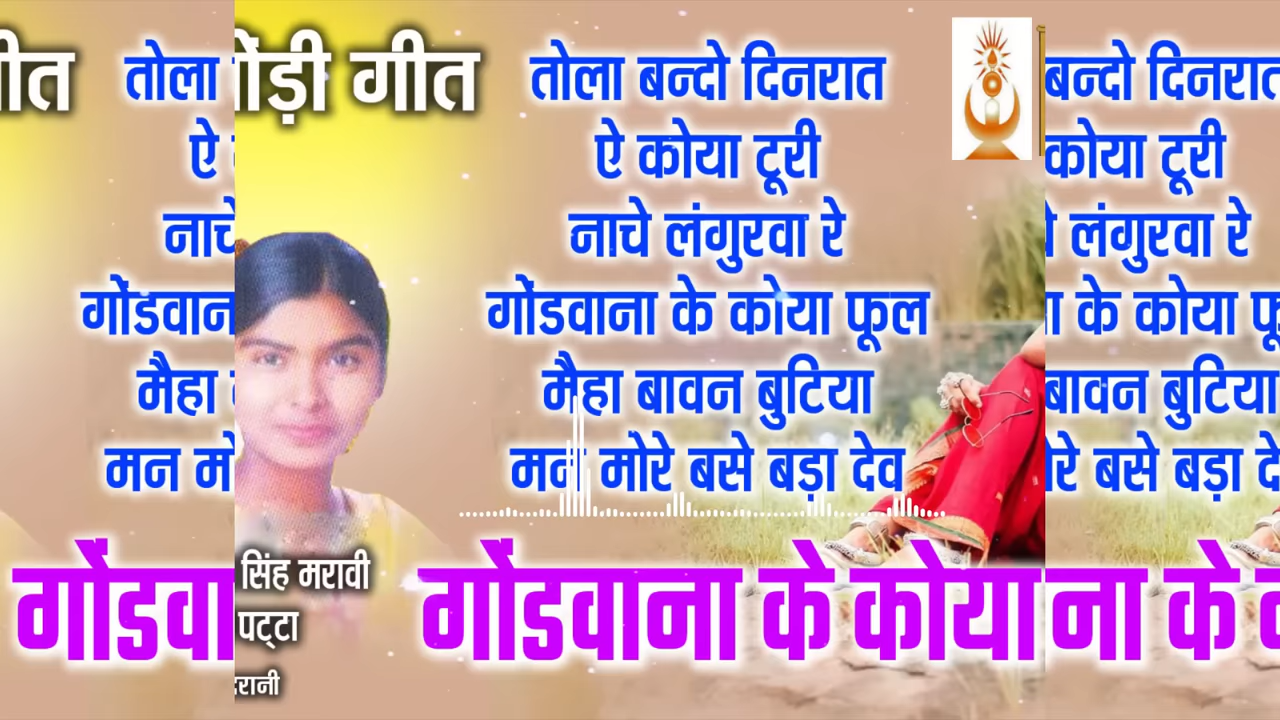 गोंड़ी गीत
तोला बन्दो दिनरात
ऐ कोया टूरी
नाचे लंगुरवा रे
गोंडवाना के कोया फूल
मैहा बावन बुटिया
मन मोरे बसे बड़ा देव
सिंह मरावी
पट्टा
गोंडवाना के कोया